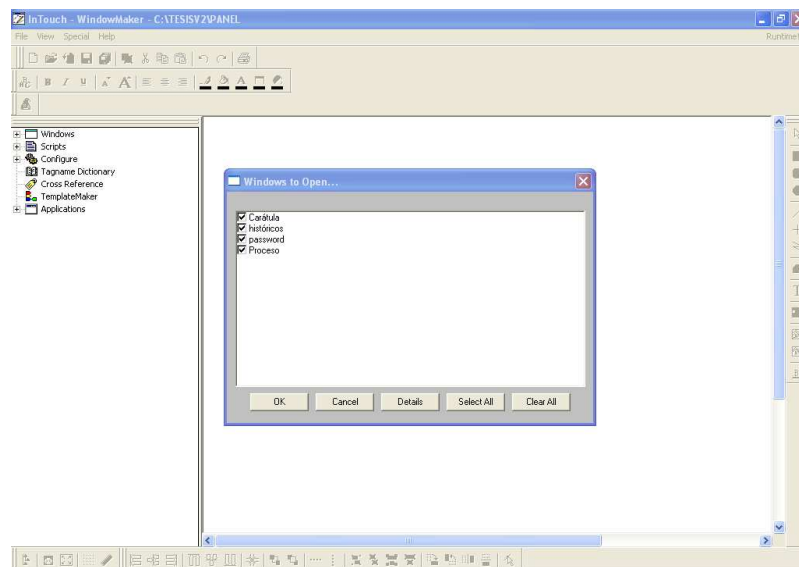 InTouch - WindowMaker - C:\TESISV2\PANEL
File View Special Help
Runtime!
B I U
Windows
Scripts
Configure
Tagname Dictionary
Cross Reference
TemplateMaker
Applications
Windows to Open...
Carátula
históricos
password
Proceso
OK Cancel Details Select All Clear All